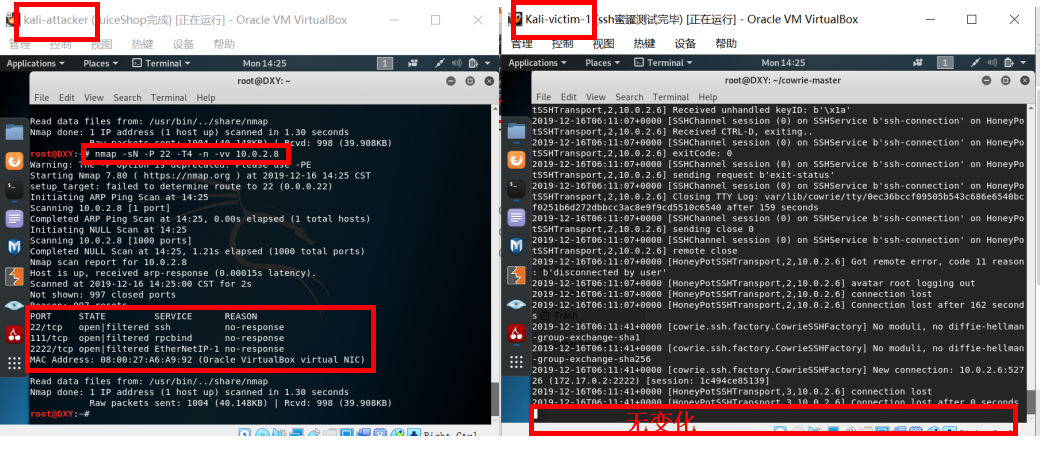 kali-attacker (JuiceShop完成) [正在运行] - Oracle VM VirtualBox
管理 控制 视图 热键 设备 帮助
Applications Places Terminal Mon 14:25 1
root@DXY: ~
File Edit View Search Terminal Help
Read data files from: /usr/bin/../share/nmap
Nmap done: 1 IP address (1 host up) scanned in 1.30 seconds
Raw packets sent: 1004 (40.148KB) | Rcvd: 998 (39.908KB)
root@DXY:~# nmap -sN -P 22 -T4 -n -vv 10.0.2.8
Warning: The -P option is deprecated. Please use -PE
Starting Nmap 7.80 ( https://nmap.org ) at 2019-12-16 14:25 CST
setup_target: failed to determine route to 22 (0.0.0.22)
Initiating ARP Ping Scan at 14:25
Scanning 10.0.2.8 [1 port]
Completed ARP Ping Scan at 14:25, 0.00s elapsed (1 total hosts)
Initiating NULL Scan at 14:25
Scanning 10.0.2.8 [1000 ports]
Completed NULL Scan at 14:25, 1.21s elapsed (1000 total ports)
Nmap scan report for 10.0.2.8
Host is up, received arp-response (0.00015s latency).
Scanned at 2019-12-16 14:25:00 CST for 2s
Not shown: 997 closed ports
Reason: 997 resets
PORT STATE SERVICE REASON
22/tcp open|filtered ssh no-response
111/tcp open|filtered rpcbind no-response
2222/tcp open|filtered EtherNetIP-1 no-response
MAC Address: 08:00:27:A6:A9:92 (Oracle VirtualBox virtual NIC)
Read data files from: /usr/bin/../share/nmap
Nmap done: 1 IP address (1 host up) scanned in 1.30 seconds
Raw packets sent: 1004 (40.148KB) | Rcvd: 998 (39.908KB)
root@DXY:~#
Right Ctrl
Kali-victim-1 (ssh蜜罐测试完毕) [正在运行] - Oracle VM VirtualBox
管理 控制 视图 热键 设备 帮助
Applications Places Terminal Mon 14:25 1
root@DXY: ~/cowrie-master
File Edit View Search Terminal Help
tSSHTransport,2,10.0.2.6] Received unhandled keyID: b'\x1a'
2019-12-16T06:11:07+0000 [SSHChannel session (0) on SSHService b'ssh-connection' on HoneyPo
tSSHTransport,2,10.0.2.6] Received CTRL-D, exiting..
2019-12-16T06:11:07+0000 [SSHChannel session (0) on SSHService b'ssh-connection' on HoneyPo
tSSHTransport,2,10.0.2.6] exitCode: 0
2019-12-16T06:11:07+0000 [SSHChannel session (0) on SSHService b'ssh-connection' on HoneyPo
tSSHTransport,2,10.0.2.6] sending request b'exit-status'
2019-12-16T06:11:07+0000 [SSHChannel session (0) on SSHService b'ssh-connection' on HoneyPo
tSSHTransport,2,10.0.2.6] Closing TTY Log: var/lib/cowrie/tty/0ec36bccf09505b543c686e6540bc
f0251b6d272dbbcc3ac8e9f9cd5510c6540 after 159 seconds
2019-12-16T06:11:07+0000 [SSHChannel session (0) on SSHService b'ssh-connection' on HoneyPo
tSSHTransport,2,10.0.2.6] sending close 0
2019-12-16T06:11:07+0000 [SSHChannel session (0) on SSHService b'ssh-connection' on HoneyPo
tSSHTransport,2,10.0.2.6] remote close
2019-12-16T06:11:07+0000 [HoneyPotSSHTransport,2,10.0.2.6] Got remote error, code 11 reason
: b'disconnected by user'
2019-12-16T06:11:07+0000 [HoneyPotSSHTransport,2,10.0.2.6] avatar root logging out
2019-12-16T06:11:07+0000 [HoneyPotSSHTransport,2,10.0.2.6] connection lost
2019-12-16T06:11:07+0000 [HoneyPotSSHTransport,2,10.0.2.6] Connection lost after 162 second
s
Trash
2019-12-16T06:11:41+0000 [cowrie.ssh.factory.CowrieSSHFactory] No moduli, no diffie-hellman
-group-exchange-sha1
2019-12-16T06:11:41+0000 [cowrie.ssh.factory.CowrieSSHFactory] No moduli, no diffie-hellman
-group-exchange-sha256
2019-12-16T06:11:41+0000 [cowrie.ssh.factory.CowrieSSHFactory] New connection: 10.0.2.6:527
26 (172.17.0.2:2222) [session: 1c494ce85139]
2019-12-16T06:11:41+0000 [HoneyPotSSHTransport,3,10.0.2.6] connection lost
2019-12-16T06:11:41+0000 [HoneyPotSSHTransport,3,10.0.2.6] Connection lost after 0 seconds
无变化